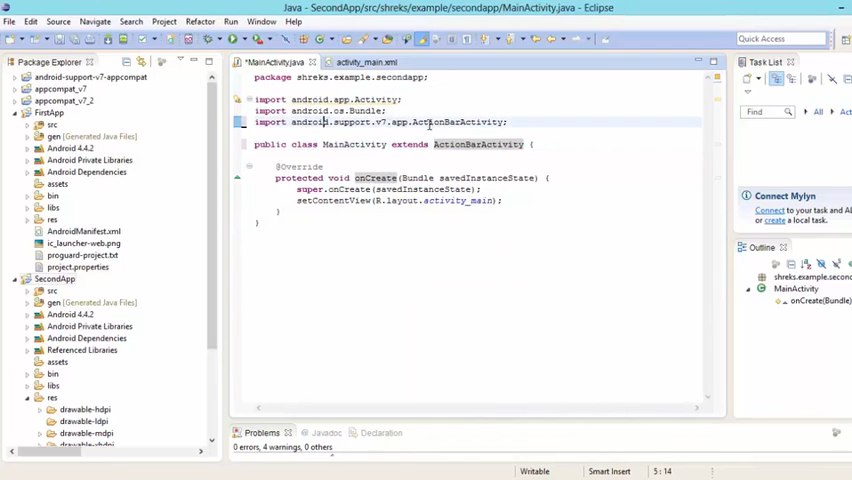 Java - SecondApp/src/shreks/example/secondapp/MainActivity.java - Eclipse
File Edit Source Refactor Navigate Search Project Run Window Help
Quick Access
Package Explorer
android-support-v7-appcompat
appcompat_v7
appcompat_v7_2
FirstApp
src
gen [Generated Java Files]
Android 4.4.2
Android Private Libraries
Android Dependencies
assets
bin
libs
res
AndroidManifest.xml
ic_launcher-web.png
proguard-project.txt
project.properties
SecondApp
src
gen [Generated Java Files]
Android 4.4.2
Android Private Libraries
Android Dependencies
Referenced Libraries
assets
bin
libs
res
drawable-hdpi
drawable-ldpi
drawable-mdpi
drawable-xhdpi
*MainActivity.java
activity_main.xml
package shreks.example.secondapp;
import android.app.Activity;
import android.os.Bundle;
import android.support.v7.app.ActionBarActivity;
public class MainActivity extends ActionBarActivity {
@Override
protected void onCreate(Bundle savedInstanceState) {
super.onCreate(savedInstanceState);
setContentView(R.layout.activity_main);
}
}
Task List
Find All Act
Connect Mylyn
Connect to your task and A
or create a local task.
Outline
shreks.example.seconda
MainActivity
onCreate(Bundle)
Problems Javadoc Declaration
0 errors, 4 warnings, 0 others
Writable Smart Insert 5 : 14